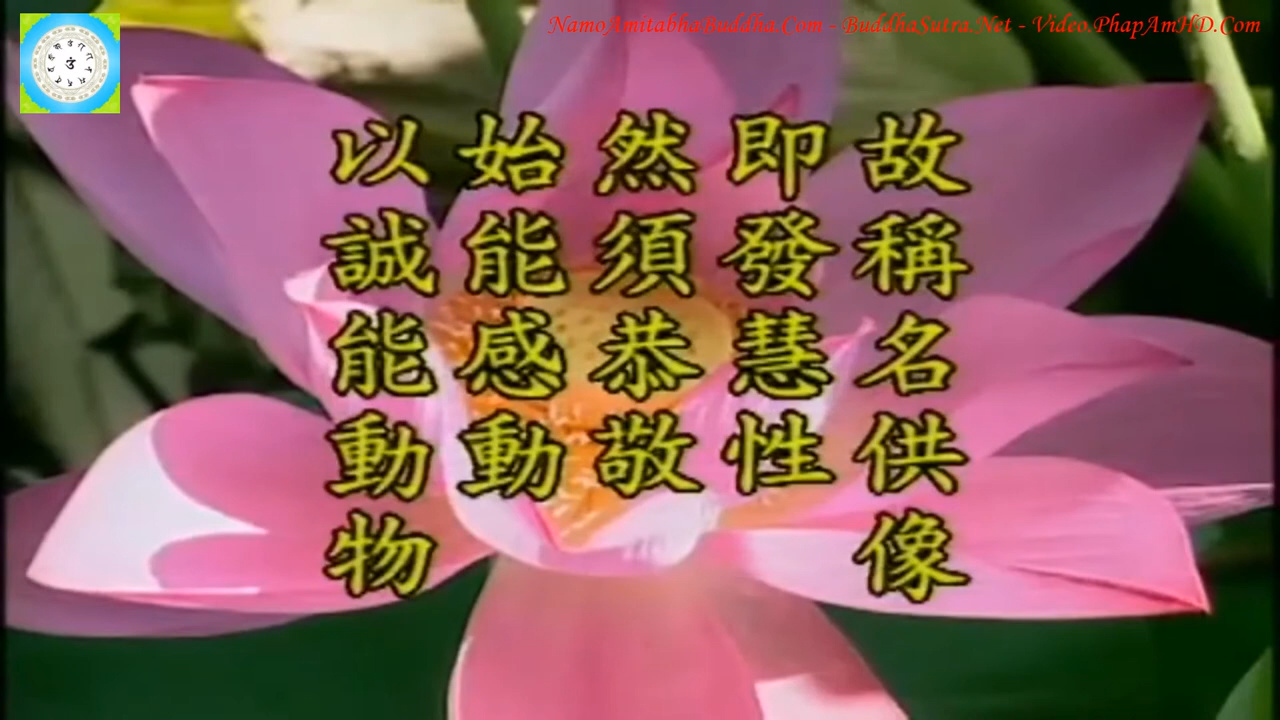 NamoAmitabhaBuddha.Com - BuddhaSutra.Net - Video.PhapAmHD.Com
故稱名供像
即發慧性
然須恭敬
始能感動
以誠能動物